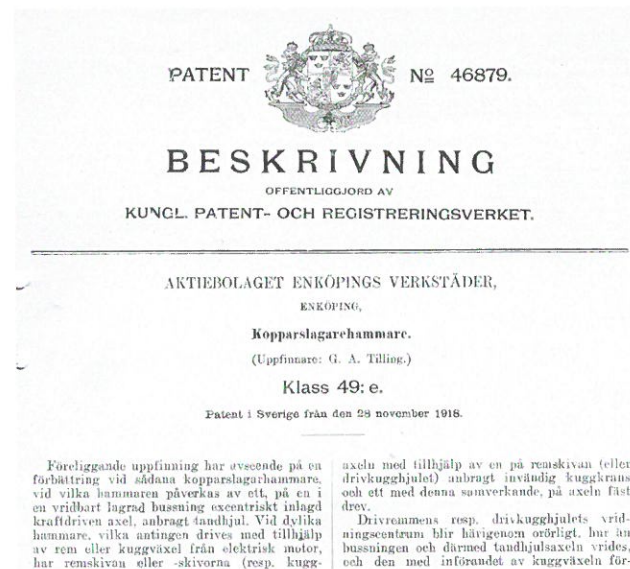 PATENT Nº 46879.
BESKRIVNING
OFFENTLIGGJORD AV
KUNGL. PATENT- OCH REGISTRERINGSVERKET.
AKTIEBOLAGET ENKÖPINGS VERKSTÄDER,
ENKÖPING,
Kopparslagarehammare.
(Uppfinnare: G. A. Tilling.)
Klass 49: e.
Patent i Sverige från den 28 november 1918.
Föreliggande uppfinning har avseende på en
förbättring vid sådana kopparslagarehammare,
vid vilka hammaren påverkas av ett, på en i
en vridbart lagrad bussning excentriskt inlagd
kraftdriven axel, anbragt tandhjul. Vid dylika
hammare, vilka antingen drives med tillhjälp
av rem eller kuggväxel från elektrisk motor,
har remskivan eller -skivorna (resp. kugg-
axeln med tillhjälp av en på remskivan (eller
drivkugghjulet) anbragt invändig kuggkrans
och ett med denna samverkande, på axeln fäst
drev.
Drivremmens resp. drivkugghjulets vrid-
ningscentrum blir härigenom orörligt, hur än
bussningen och därmed tandhjulsaxeln vrides,
och den med införandet av kuggväxeln för-